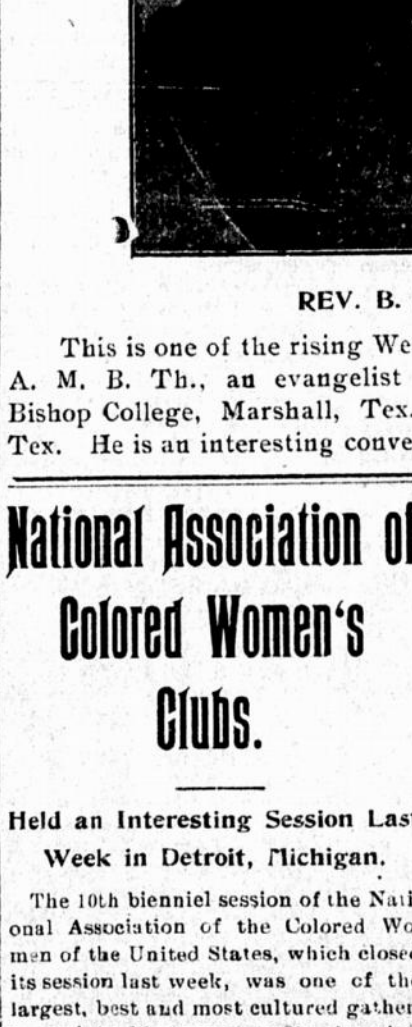 REV. B.
This is one of the rising We
A. M. B. Th., an evangelist
Bishop College, Marshall, Tex.
Tex. He is an interesting conve
National Association of
Colored Women's
Clubs.
Held an Interesting Session Last
Week in Detroit, Michigan.
The 10th bienniel session of the Nati
onal Association of the Colored Wo
men of the United States, which closed
its session last week, was one of the
largest, best and most cultured gather